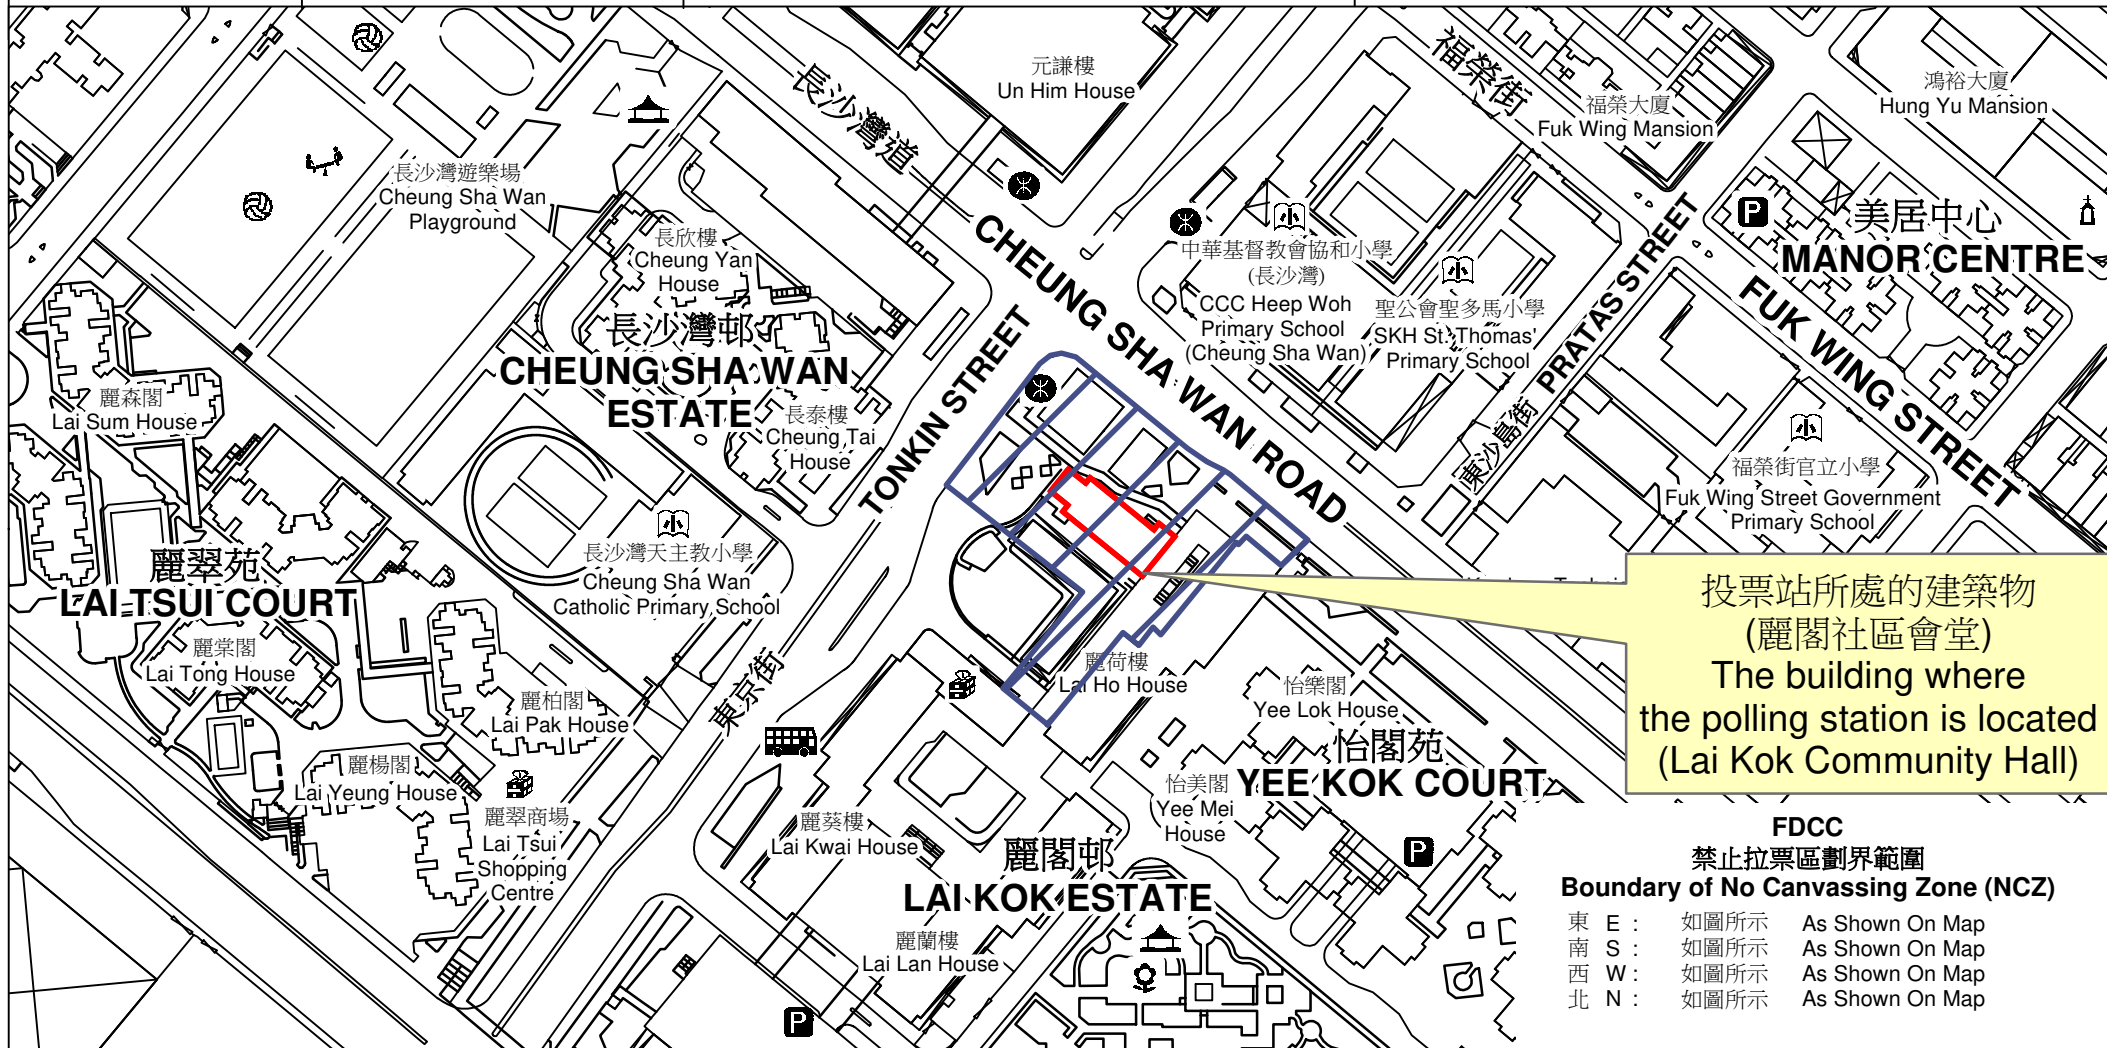 元謙樓
Un Him House
長沙灣道
福榮街
福榮大廈
Fuk Wing Mansion
鴻裕大廈
Hung Yu Mansion
長沙灣遊樂場
Cheung Sha Wan
Playground
長欣樓
Cheung Yan
House
長沙灣邨
CHEUNG SHA WAN
ESTATE
長泰樓
Cheung Tai
House
CHEUNG SHA WAN ROAD
TONKIN STREET
中華基督教會協和小學
(長沙灣)
CCC Heep Woh
Primary School
(Cheung Sha Wan)
聖公會聖多馬小學
SKH St. Thomas'
Primary School
東沙島街 PRATAS STREET
P
美居中心
MANOR CENTRE
FUK WING STREET
福榮街官立小學
Fuk Wing Street Government
Primary School
麗森閣
Lai Sum House
麗翠苑
LAI TSUI COURT
麗棠閣
Lai Tong House
長沙灣天主教小學
Cheung Sha Wan
Catholic Primary School
麗柏閣
Lai Pak House
麗楊閣
Lai Yeung House
麗翠商場
Lai Tsui
Shopping
Centre
東京街
麗荷樓
Lai Ho House
怡樂閣
Yee Lok House
怡閣苑
YEE KOK COURT
怡美閣
Yee Mei
House
P
麗葵樓
Lai Kwai House
麗閣邨
LAI KOK ESTATE
麗蘭樓
Lai Lan House
P
投票站所處的建築物
(麗閣社區會堂)
The building where
the polling station is located
(Lai Kok Community Hall)
FDCC
禁止拉票區劃界範圍
Boundary of No Canvassing Zone (NCZ)
東 E : 如圖所示 As Shown On Map
南 S : 如圖所示 As Shown On Map
西 W : 如圖所示 As Shown On Map
北 N : 如圖所示 As Shown On Map